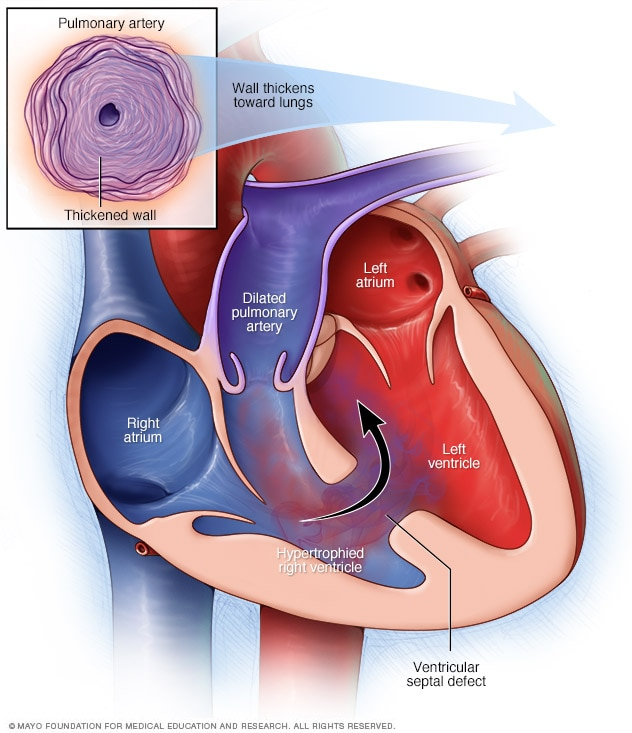 Pulmonary artery
Thickened wall
Wall thickens
toward lungs
Left
atrium
Dilated
pulmonary
artery
Right
atrium
Left
ventricle
Hypertrophied
right ventricle
Ventricular
septal defect
© MAYO FOUNDATION FOR MEDICAL EDUCATION AND RESEARCH. ALL RIGHTS RESERVED.